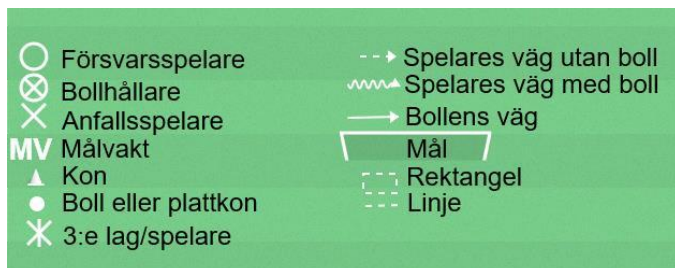 Försvarsspelare
Bollhållare
Anfallsspelare
MV Målvakt
Kon
Boll eller plattkon
3:e lag/spelare
Spelares väg utan boll
Spelares väg med boll
Bollens väg
Mål
Rektangel
Linje